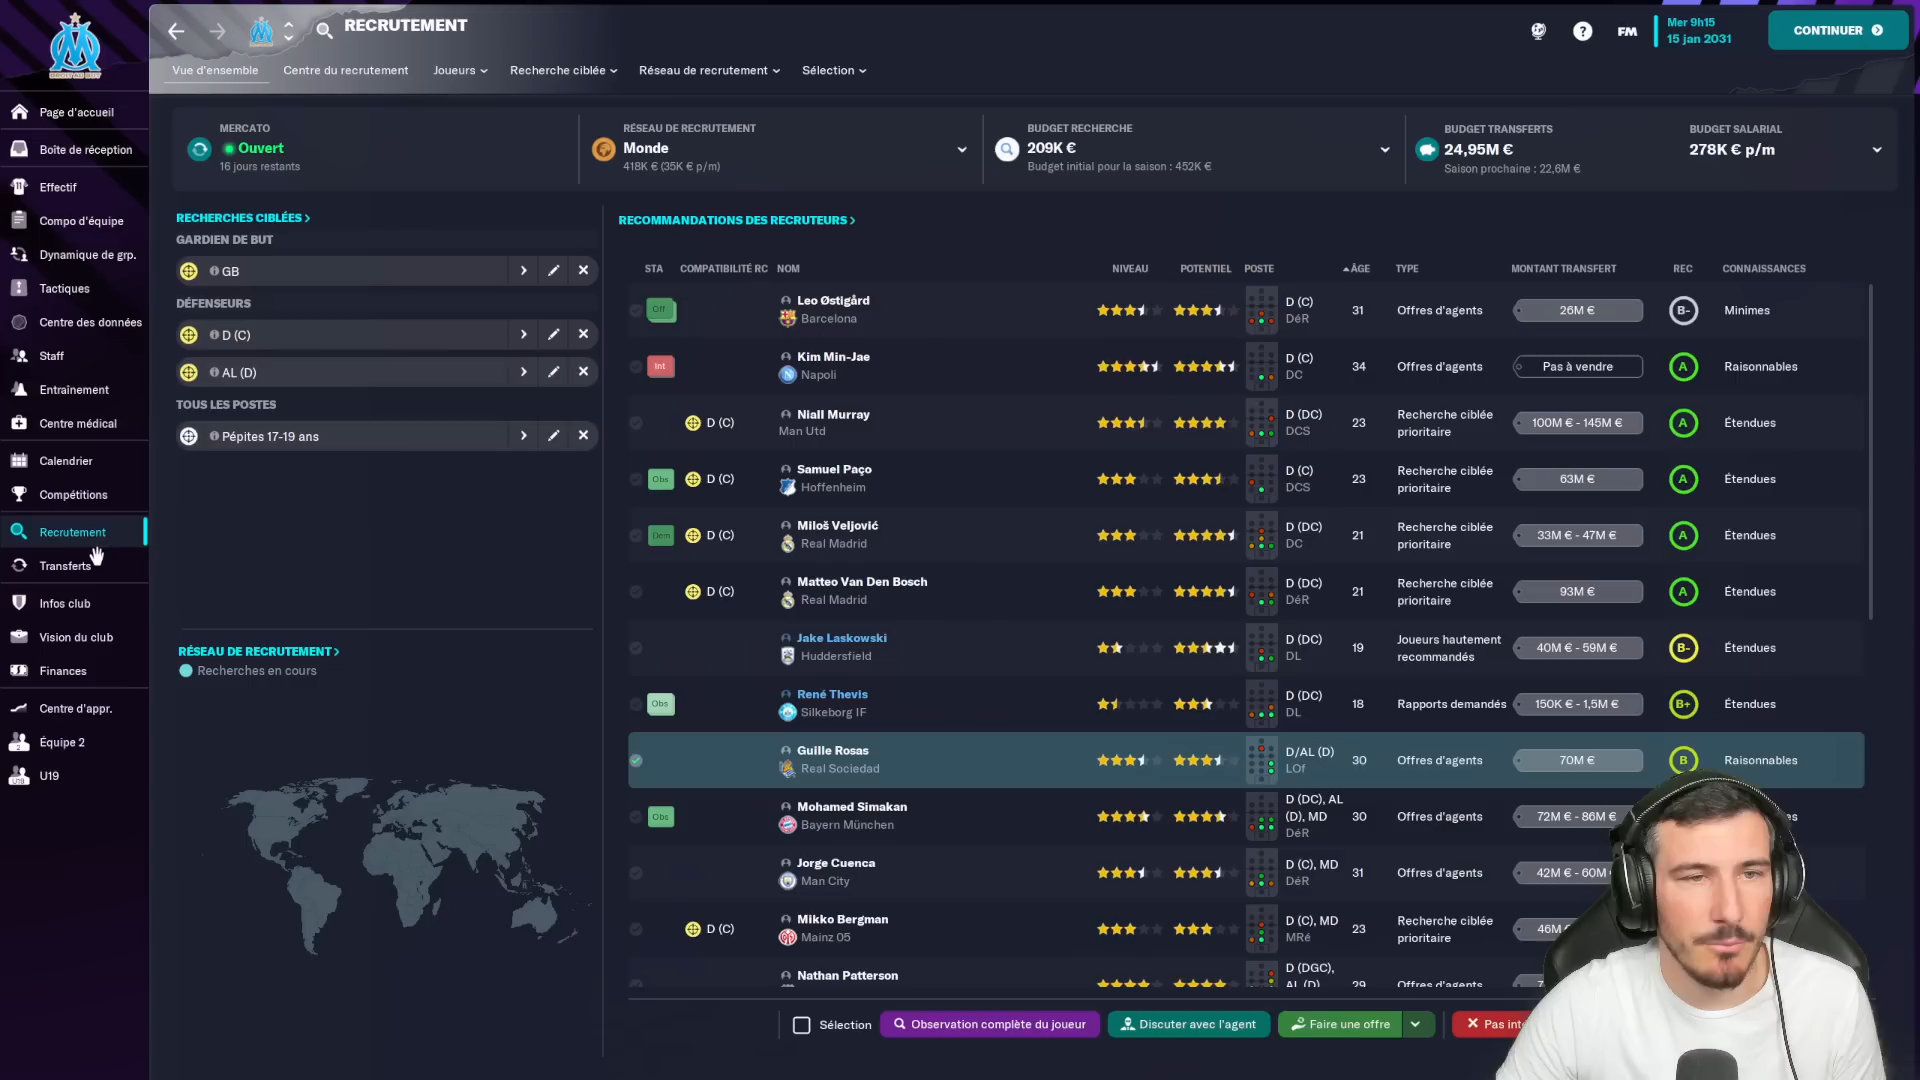 RECRUTEMENT
FM
Mer 9h15
15 jan 2031
CONTINUER
Vue d'ensemble
Centre du recrutement
Joueurs
Recherche ciblée
Réseau de recrutement
Sélection
Page d'accueil
Boîte de réception
Effectif
Compo d'équipe
Dynamique de grp.
Tactiques
Centre des données
Staff
Entraînement
Centre médical
Calendrier
Compétitions
Recrutement
Transferts
Infos club
Vision du club
Finances
Centre d'appr.
Équipe 2
U19
MERCATO
Ouvert
16 jours restants
RÉSEAU DE RECRUTEMENT
Monde
418K € (35K € p/m)
BUDGET RECHERCHE
209K €
Budget initial pour la saison : 452K €
BUDGET TRANSFERTS
24,95M €
Saison prochaine : 22,6M €
BUDGET SALARIAL
278K € p/m
RECHERCHES CIBLÉES >
GARDIEN DE BUT
GB
DÉFENSEURS
D (C)
AL (D)
TOUS LES POSTES
Pépites 17-19 ans
RÉSEAU DE RECRUTEMENT >
Recherches en cours
RECOMMANDATIONS DES RECRUTEURS >
STA COMPATIBILITÉ RC NOM NIVEAU POTENTIEL POSTE ÂGE TYPE MONTANT TRANSFERT REC CONNAISSANCES
Off Leo Østigård D (C) 31 Offres d'agents 26M € B- Minimes
Barcelona DéR
Int Kim Min-Jae D (C) 34 Offres d'agents Pas à vendre A Raisonnables
Napoli DC
D (C) Niall Murray D (DC) 23 Recherche ciblée 100M € - 145M € A Étendues
Man Utd DCS prioritaire
Obs D (C) Samuel Paço D (C) 23 Recherche ciblée 63M € A Étendues
Hoffenheim DCS prioritaire
Dem D (C) Miloš Veljović D (DC) 21 Recherche ciblée 33M € - 47M € A Étendues
Real Madrid DC prioritaire
D (C) Matteo Van Den Bosch D (DC) 21 Recherche ciblée 93M € A Étendues
Real Madrid DéR prioritaire
Jake Laskowski D (DC) 19 Joueurs hautement 40M € - 59M € B- Étendues
Huddersfield DL recommandés
Obs René Thevis D (DC) 18 Rapports demandés 150K € - 1,5M € B+ Étendues
Silkeborg IF DL
Guille Rosas D/AL (D) 30 Offres d'agents 70M € B Raisonnables
Real Sociedad LOf
Obs Mohamed Simakan D (DC), AL 30 Offres d'agents 72M € - 86M €
Bayern München (D), MD
DéR
Jorge Cuenca D (C), MD 31 Offres d'agents 42M € - 60M
Man City DéR
D (C) Mikko Bergman D (C), MD 23 Recherche ciblée 46M
Mainz 05 MRé prioritaire
Nathan Patterson D (DGC), 29 Offres d'agents
AL (D)
Sélection
Observation complète du joueur
Discuter avec l'agent
Faire une offre
Pas